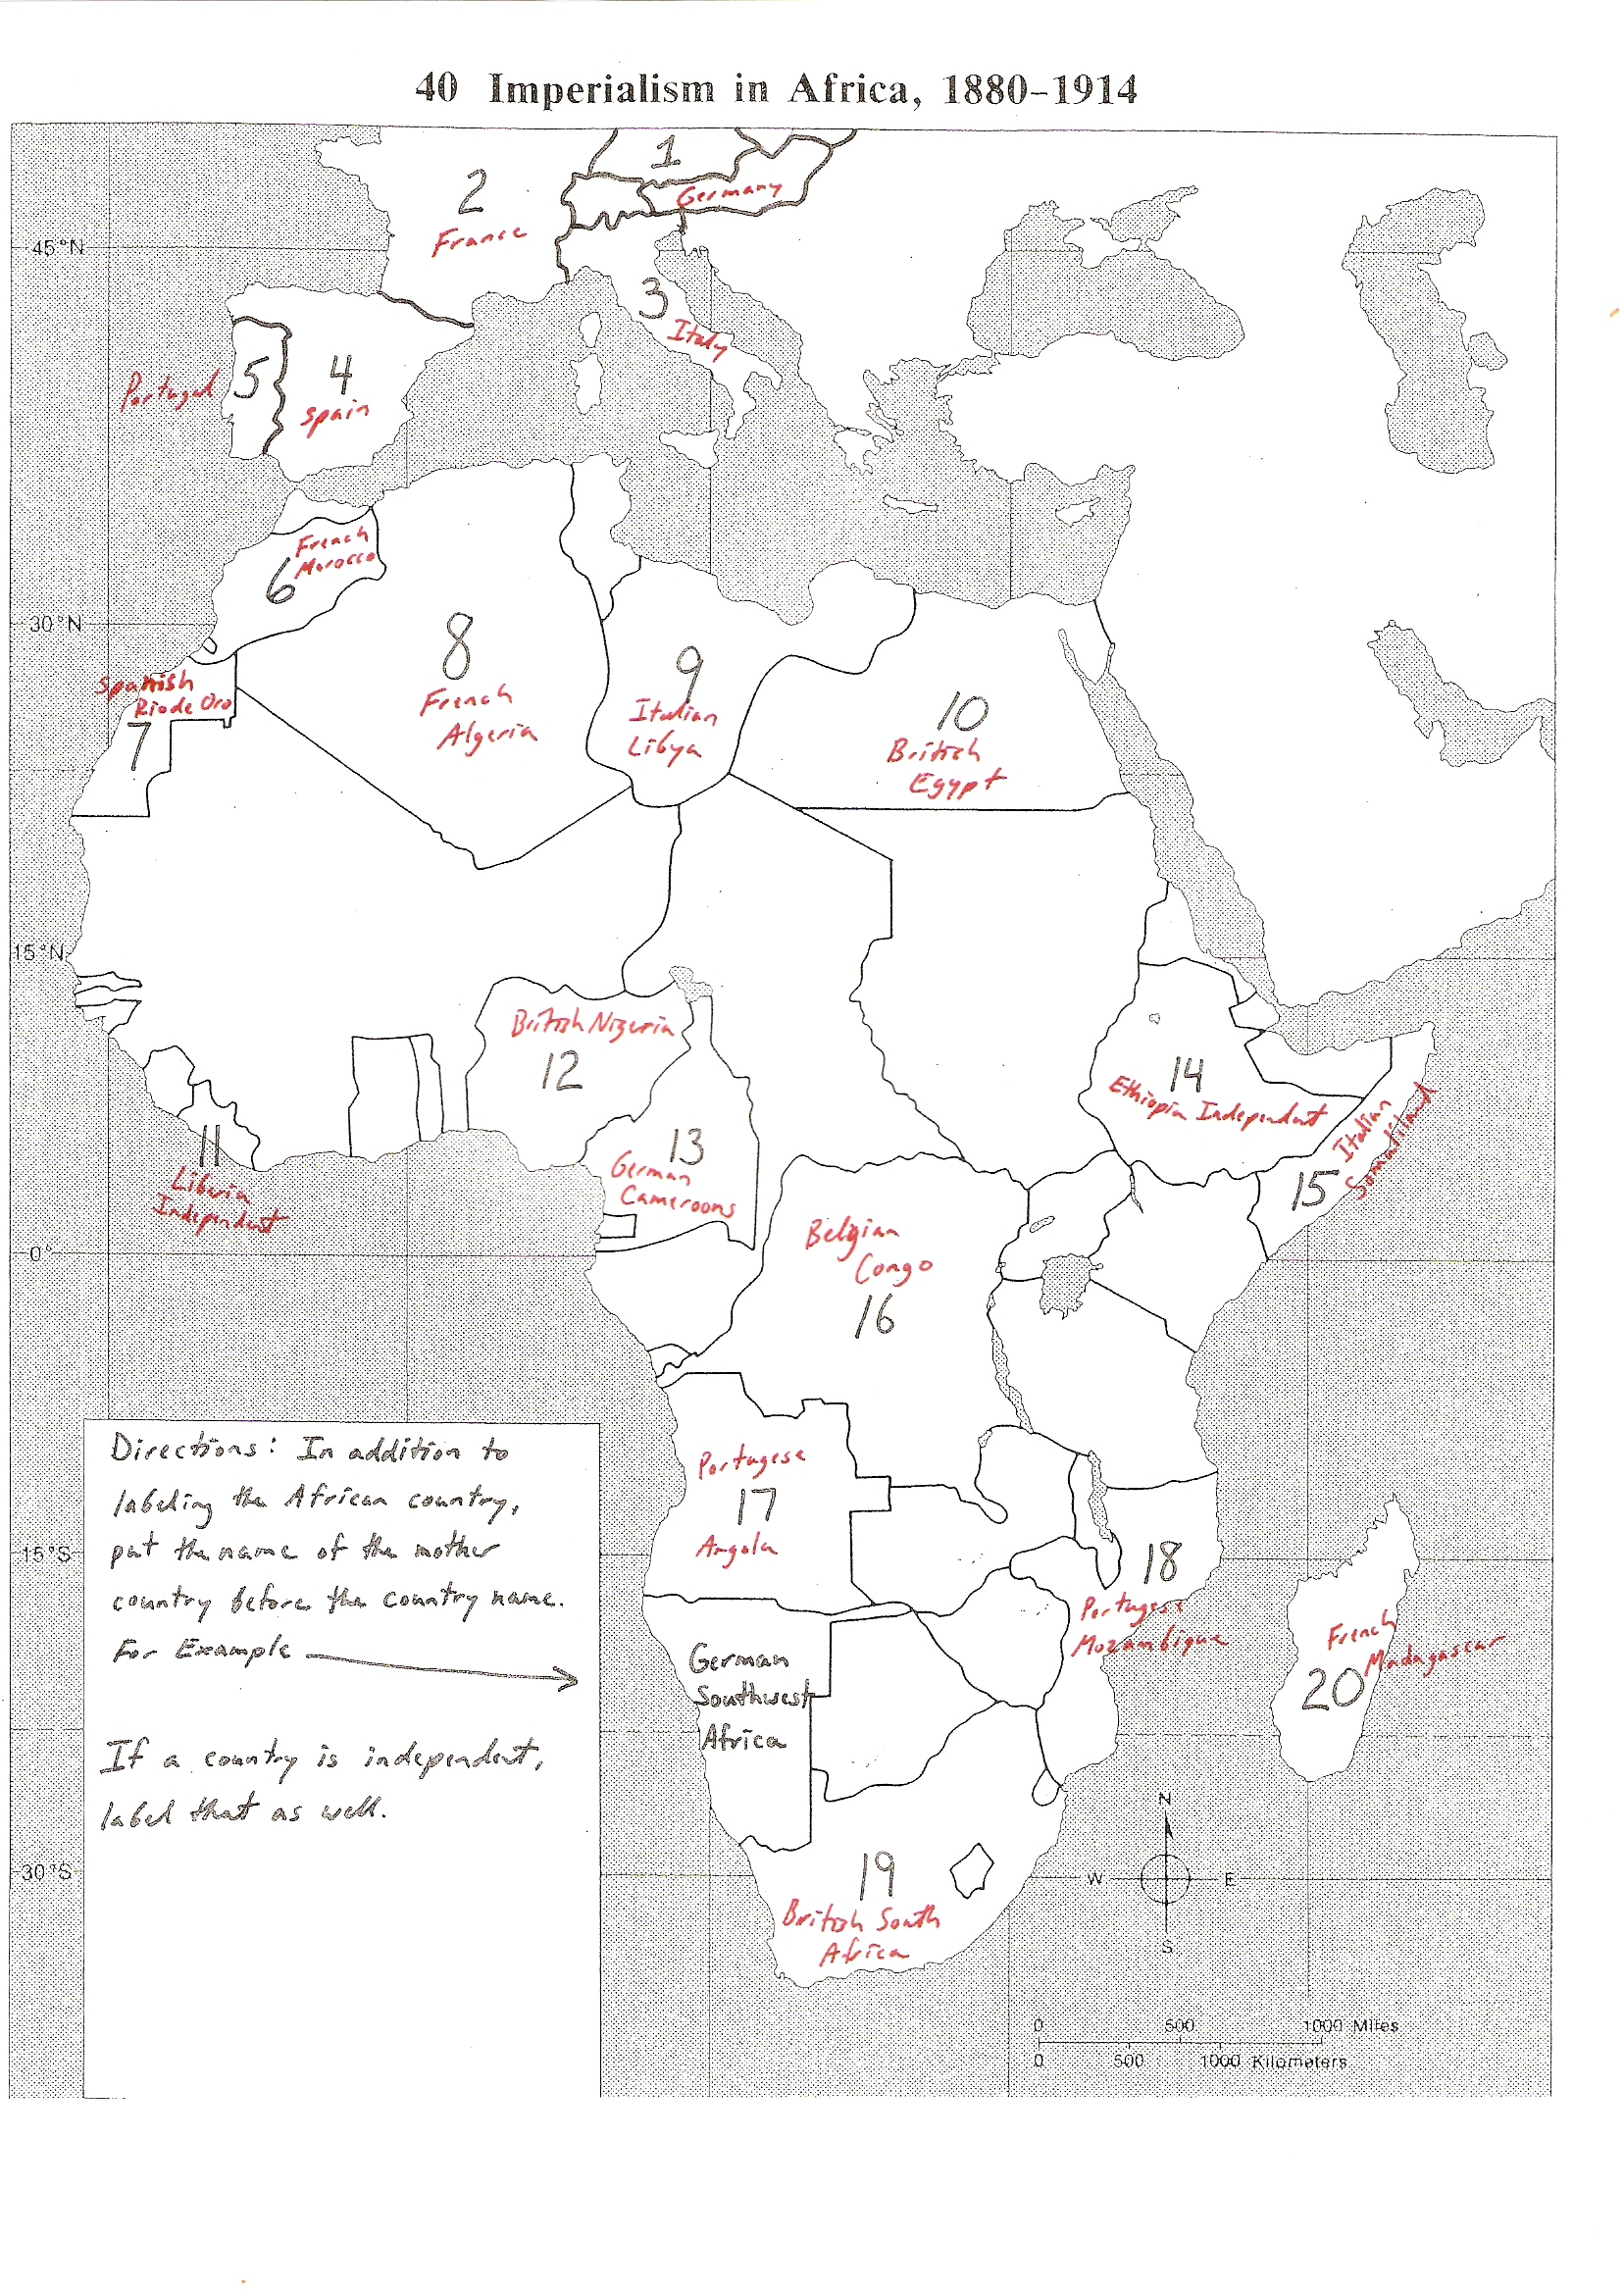 40 Imperialism in Africa, 1880-1914
1
Germany
2
France
45°N
3
Italy
5
4
Portugal
Spain
French
Morocco
6
30°N
8
9
Spanish
Rio de Oro
French
Algeria
Italian
Libya
10
7
British
Egypt
15°N
British Nigeria
12
14
Ethiopia Independent
Italian
Somaliland
11
13
Liberia
Independent
German
Cameroons
15
0°
Belgian
Congo
16
Directions: In addition to
labeling the African country,
put the name of the mother
country before the country name.
For Example
If a country is independent,
label that as well.
Portugese
17
Angola
15°S
18
Portugese
Mozambique
French
Madagascar
20
German
Southwest
Africa
30°S
19
British South
Africa
N
W
E
S
0 500 1000 Miles
0 500 1000 Kilometers